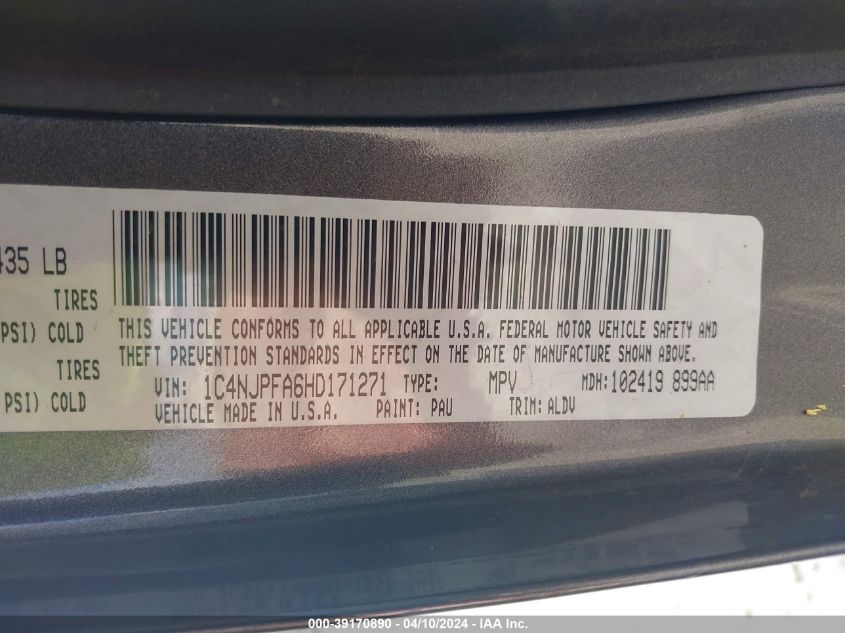 435 LB
TIRES
PSI) COLD
TIRES
PSI) COLD
THIS VEHICLE CONFORMS TO ALL APPLICABLE U.S.A. FEDERAL MOTOR VEHICLE SAFETY AND
THEFT PREVENTION STANDARDS IN EFFECT ON THE DATE OF MANUFACTURE SHOWN ABOVE.
VIN: 1C4NJPFA6HD171271 TYPE: MPV MDH:102419 899AA
VEHICLE MADE IN U.S.A. PAINT: PAU TRIM: ALDV
000-39170890 - 04/10/2024 - IAA Inc.